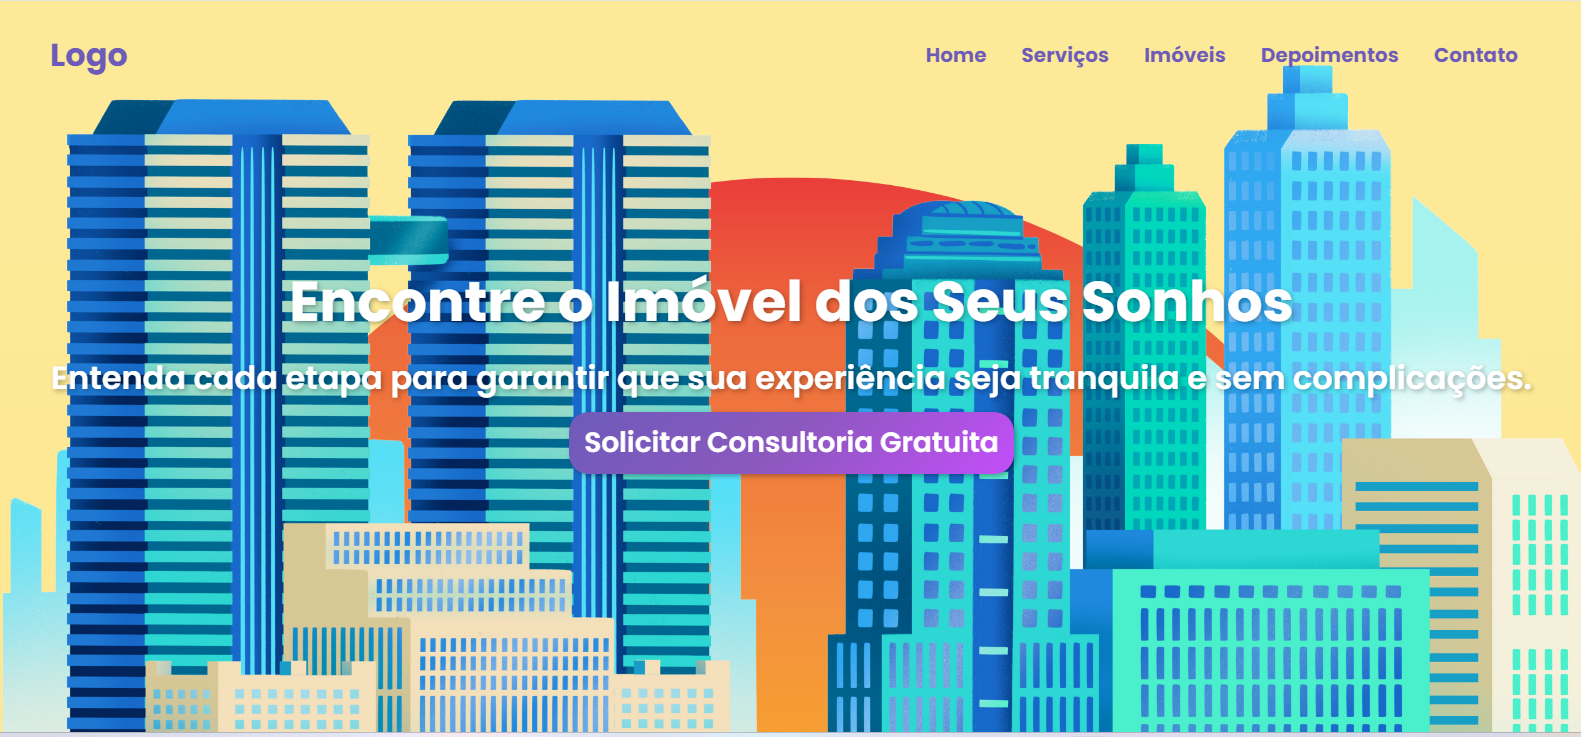 Logo
Home Serviços Imóveis Depoimentos Contato
Encontre o Imóvel dos Seus Sonhos
Entenda cada etapa para garantir que sua experiência seja tranquila e sem complicações.
Solicitar Consultoria Gratuita